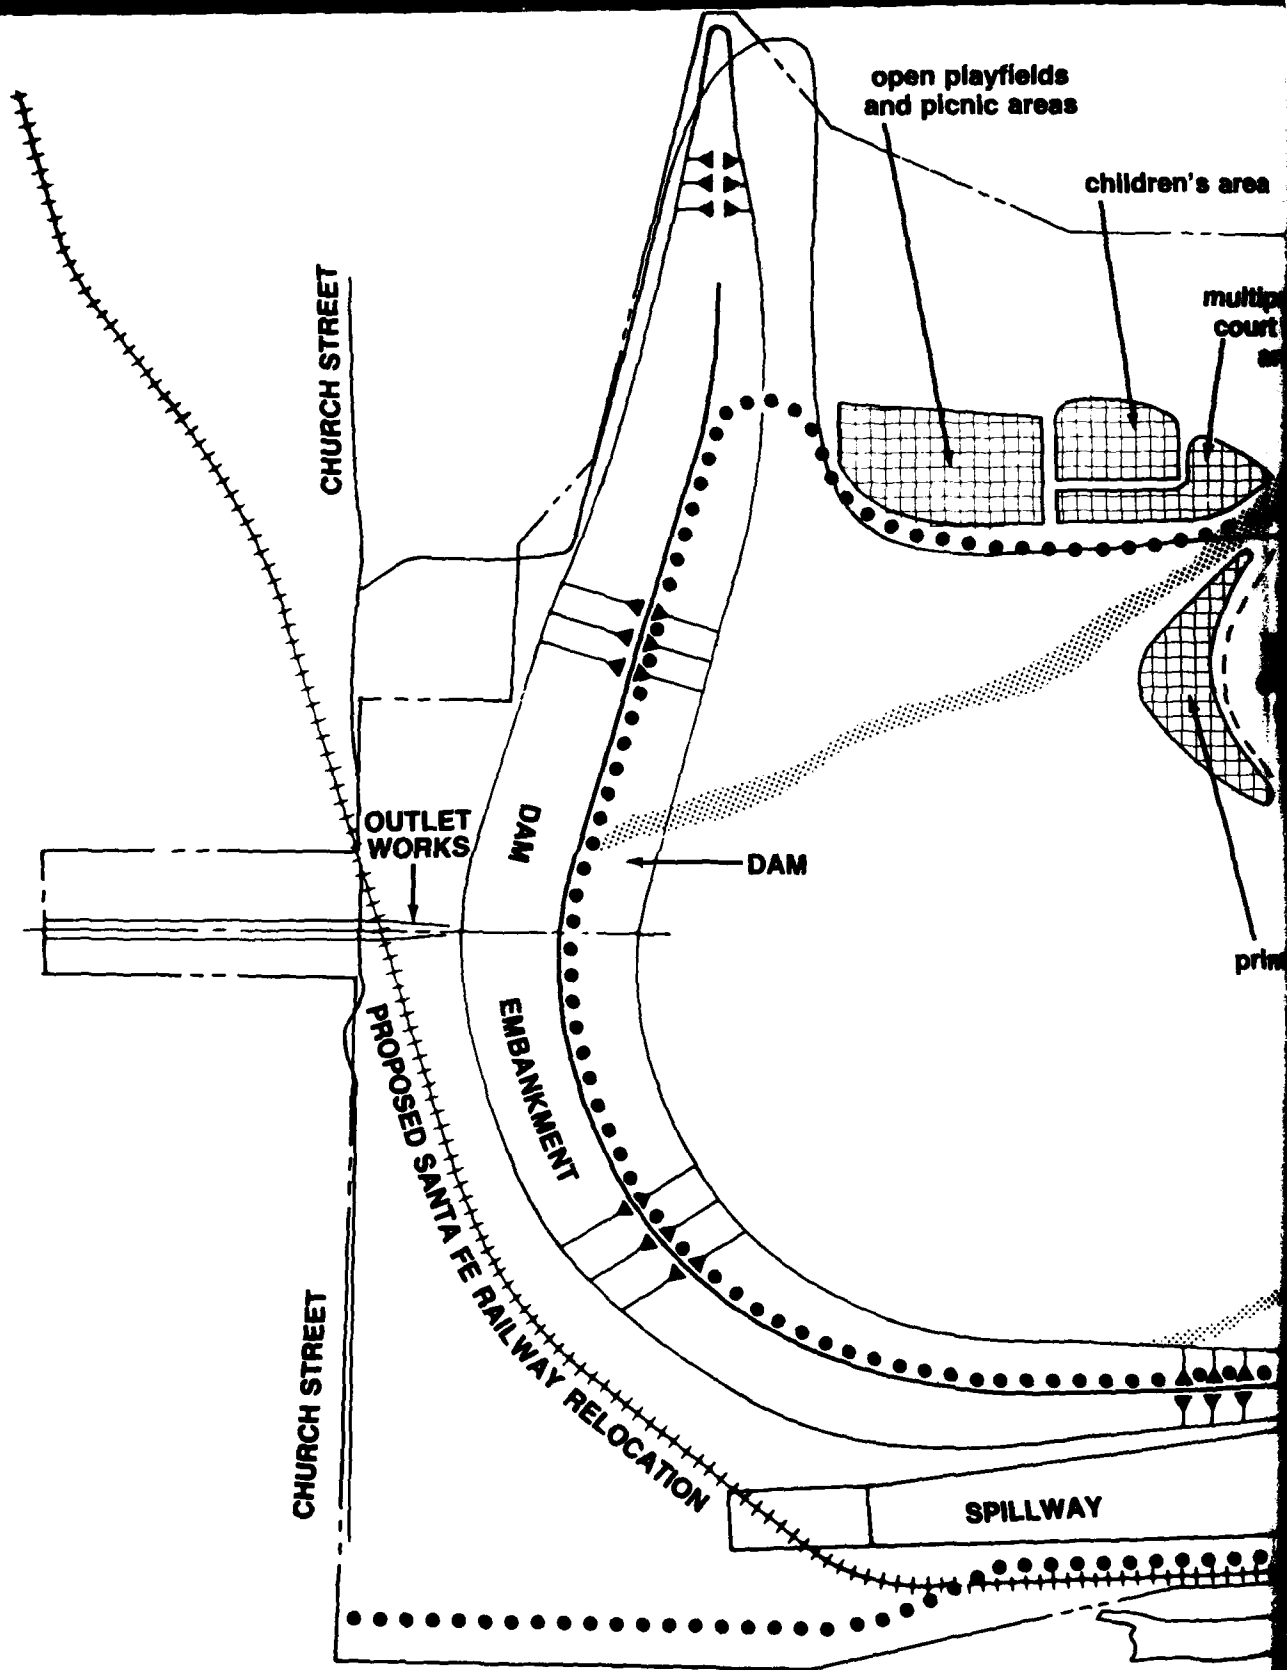 open playfields
and picnic areas
children's area
court
CHURCH STREET
OUTLET
WORKS
DAM
DAM
EMBANKMENT
PROPOSED SANTA FE RAILWAY RELOCATION
CHURCH STREET
SPILLWAY